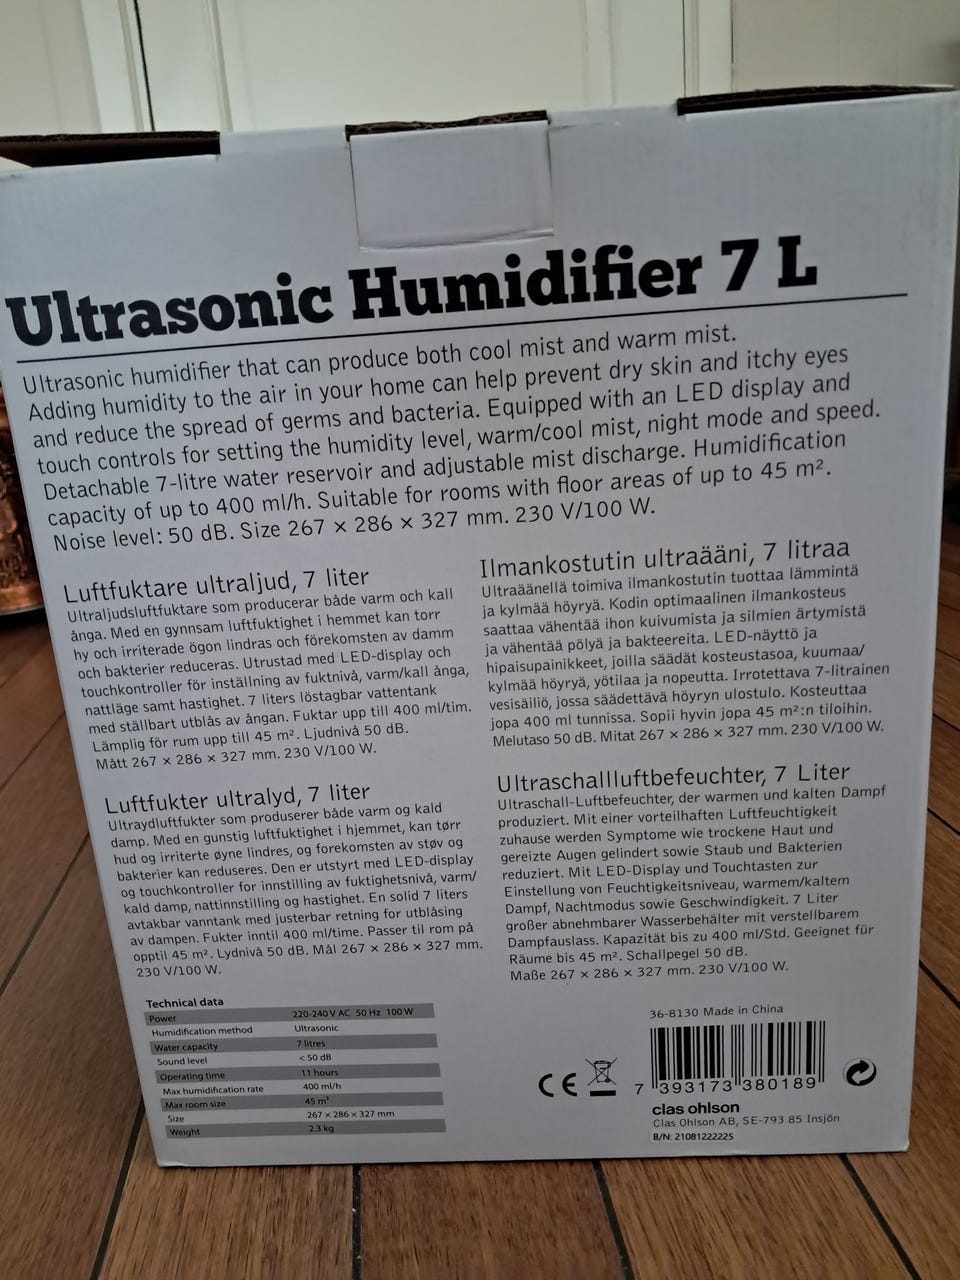 Ultrasonic Humidifier 7 L
Ultrasonic humidifier that can produce both cool mist and warm mist.
Adding humidity to the air in your home can help prevent dry skin and itchy eyes
and reduce the spread of germs and bacteria. Equipped with an LED display and
touch controls for setting the humidity level, warm/cool mist, night mode and speed.
Detachable 7-litre water reservoir and adjustable mist discharge. Humidification
capacity of up to 400 ml/h. Suitable for rooms with floor areas of up to 45 m².
Noise level: 50 dB. Size 267 × 286 × 327 mm. 230 V/100 W.
Luftfuktare ultraljud, 7 liter
Ultraljudsluftfuktare som producerar både varm och kall
ånga. Med en gynnsam luftfuktighet i hemmet kan torr
hy och irriterade ögon lindras och förekomsten av damm
och bakterier reduceras. Utrustad med LED-display och
touchkontroller för inställning av fuktnivå, varm/kall ånga,
nattläge samt hastighet. 7 liters löstagbar vattentank
med ställbart utblås av ångan. Fuktar upp till 400 ml/tim.
Lämplig för rum upp till 45 m². Ljudnivå 50 dB.
Mått 267 × 286 × 327 mm. 230 V/100 W.
Ilmankostutin ultraääni, 7 litraa
Ultraäänellä toimiva ilmankostutin tuottaa lämmintä
ja kylmää höyryä. Kodin optimaalinen ilmankosteus
saattaa vähentää ihon kuivumista ja silmien ärtymistä
ja vähentää pölyä ja bakteereita. LED-näyttö ja
hipaisupainikkeet, joilla säädät kosteustasoa, kuumaa/
kylmää höyryä, yötilaa ja nopeutta. Irrotettava 7-litrainen
vesisäiliö, jossa säädettävä höyryn ulostulo. Kosteuttaa
jopa 400 ml tunnissa. Sopii hyvin jopa 45 m²:n tiloihin.
Melutaso 50 dB. Mitat 267 × 286 × 327 mm. 230 V/100 W.
Luftfukter ultralyd, 7 liter
Ultraydluftfukter som produserer både varm og kald
damp. Med en gunstig luftfuktighet i hjemmet, kan tørr
hud og irriterte øyne lindres, og forekomsten av støv og
bakterier kan reduseres. Den er utstyrt med LED-display
og touchkontroller for innstilling av fuktighetsnivå, varm/
kald damp, nattinnstilling og hastighet. En solid 7 liters
avtakbar vanntank med justerbar retning for utblåsing
av dampen. Fukter inntil 400 ml/time. Passer til rom på
opptil 45 m². Lydnivå 50 dB. Mål 267 × 286 × 327 mm.
230 V/100 W.
Ultraschallluftbefeuchter, 7 Liter
Ultraschall-Luftbefeuchter, der warmen und kalten Dampf
produziert. Mit einer vorteilhaften Luftfeuchtigkeit
zuhause werden Symptome wie trockene Haut und
gereizte Augen gelindert sowie Staub und Bakterien
reduziert. Mit LED-Display und Touchtasten zur
Einstellung von Feuchtigkeitsniveau, warmem/kaltem
Dampf, Nachtmodus sowie Geschwindigkeit. 7 Liter
großer abnehmbarer Wasserbehälter mit verstellbarem
Dampfauslass. Kapazität bis zu 400 ml/Std. Geeignet für
Räume bis 45 m². Schallpegel 50 dB.
Maße 267 × 286 × 327 mm. 230 V/100 W.
Technical data
Power 220-240 V AC 50 Hz 100 W
Humidification method Ultrasonic
Water capacity 7 litres
Sound level < 50 dB
Operating time 11 hours
Max humidification rate 400 ml/h
Max room size 45 m²
Size 267 × 286 × 327 mm
Weight 2.3 kg
36-8130 Made in China
CE
7 393173 380189
clas ohlson
Clas Ohlson AB, SE-793 85 Insjön
B/N: 21081222225